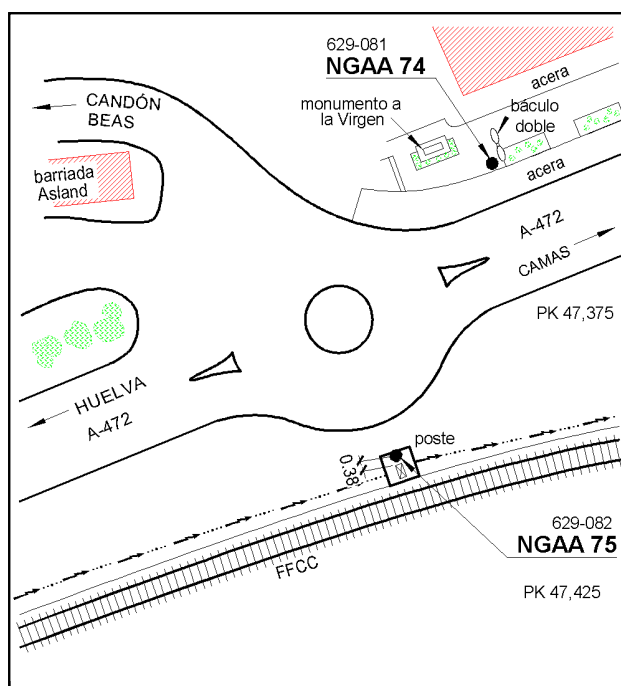 629-081
NGAA 74
acera
CANDÓN
BEAS
monumento a
la Virgen
báculo
doble
barriada
Asland
acera
A-472
CAMAS
PK 47,375
HUELVA
A-472
poste
0.38
629-082
NGAA 75
FFCC
PK 47,425